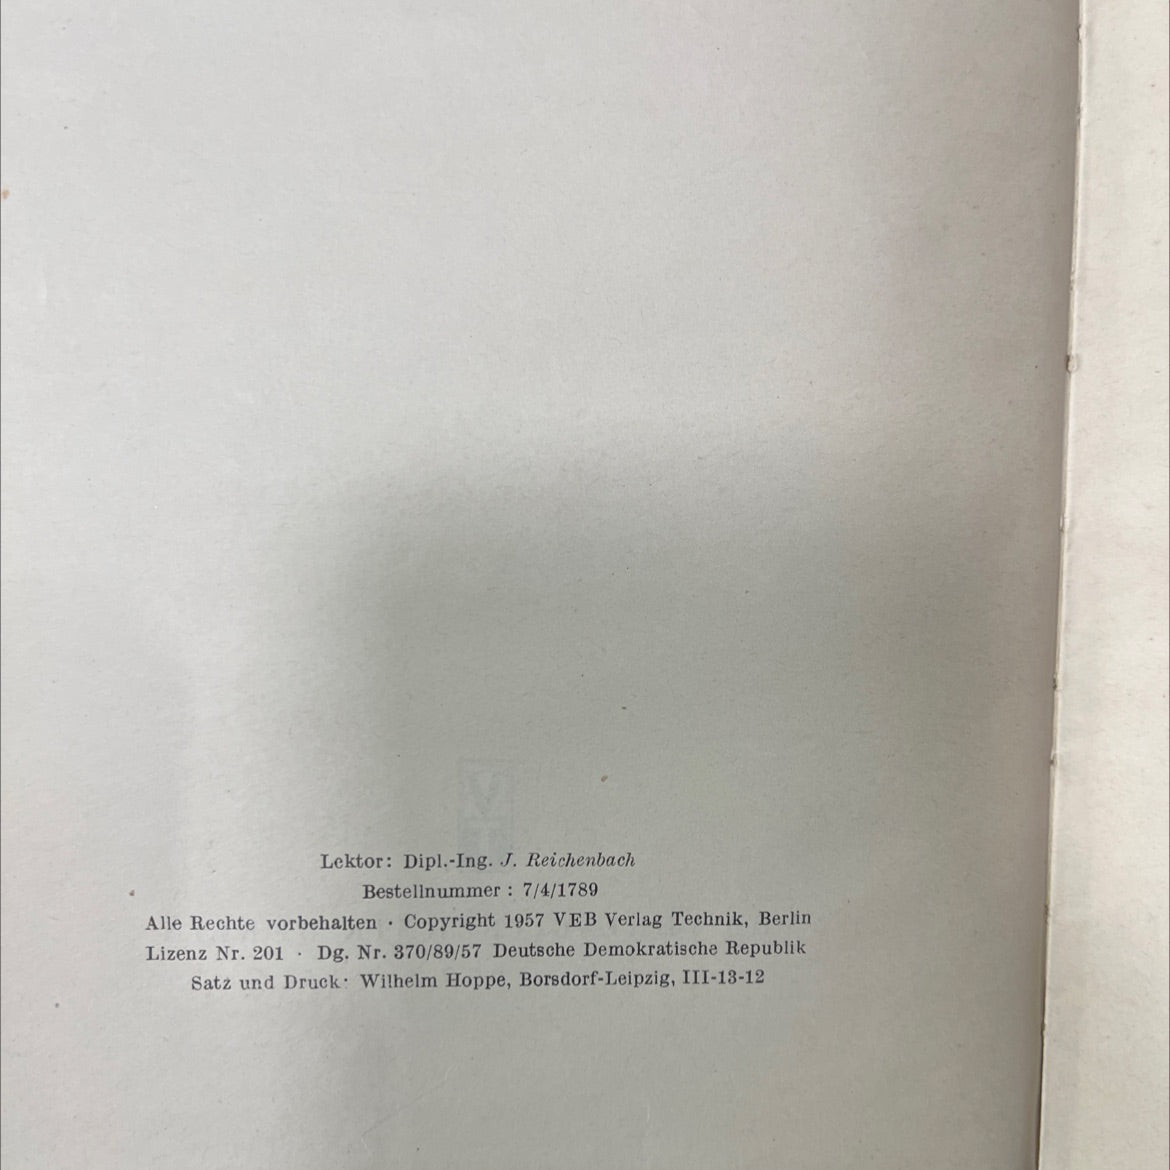 Lektor: Dipl.-Ing. J. Reichenbach
Bestellnummer : 7/4/1789
Alle Rechte vorbehalten · Copyright 1957 VEB Verlag Technik, Berlin
Lizenz Nr. 201 · Dg. Nr. 370/89/57 Deutsche Demokratische Republik
Satz und Druck: Wilhelm Hoppe, Borsdorf-Leipzig, III-13-12